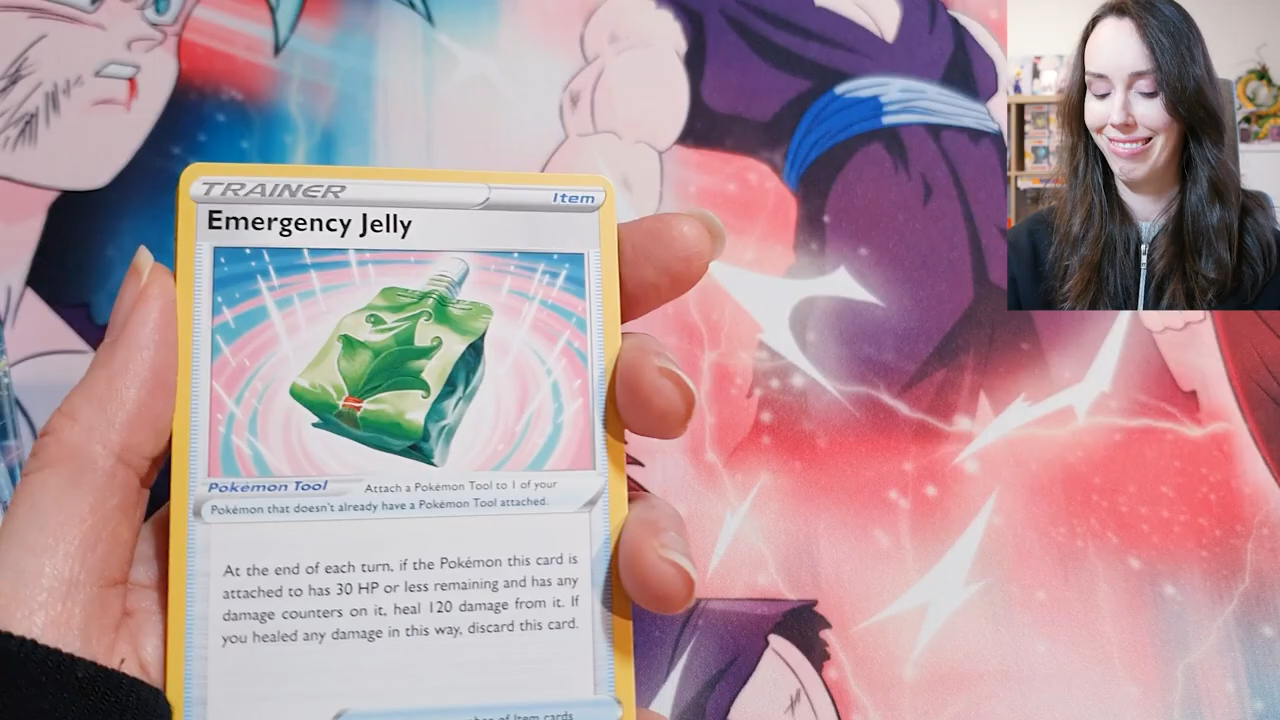 TRAINER
Item
Emergency Jelly
Pokémon Tool
Attach a Pokémon Tool to 1 of your
Pokémon that doesn't already have a Pokémon Tool attached.
At the end of each turn, if the Pokémon this card is
attached to has 30 HP or less remaining and has any
damage counters on it, heal 120 damage from it. If
you healed any damage in this way, discard this card.
of Item cards